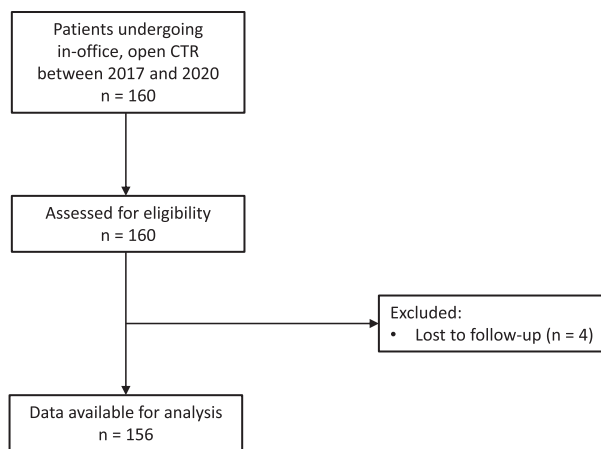 Patients undergoing
in-office, open CTR
between 2017 and 2020
n = 160
Assessed for eligibility
n = 160
Excluded:
• Lost to follow-up (n = 4)
Data available for analysis
n = 156